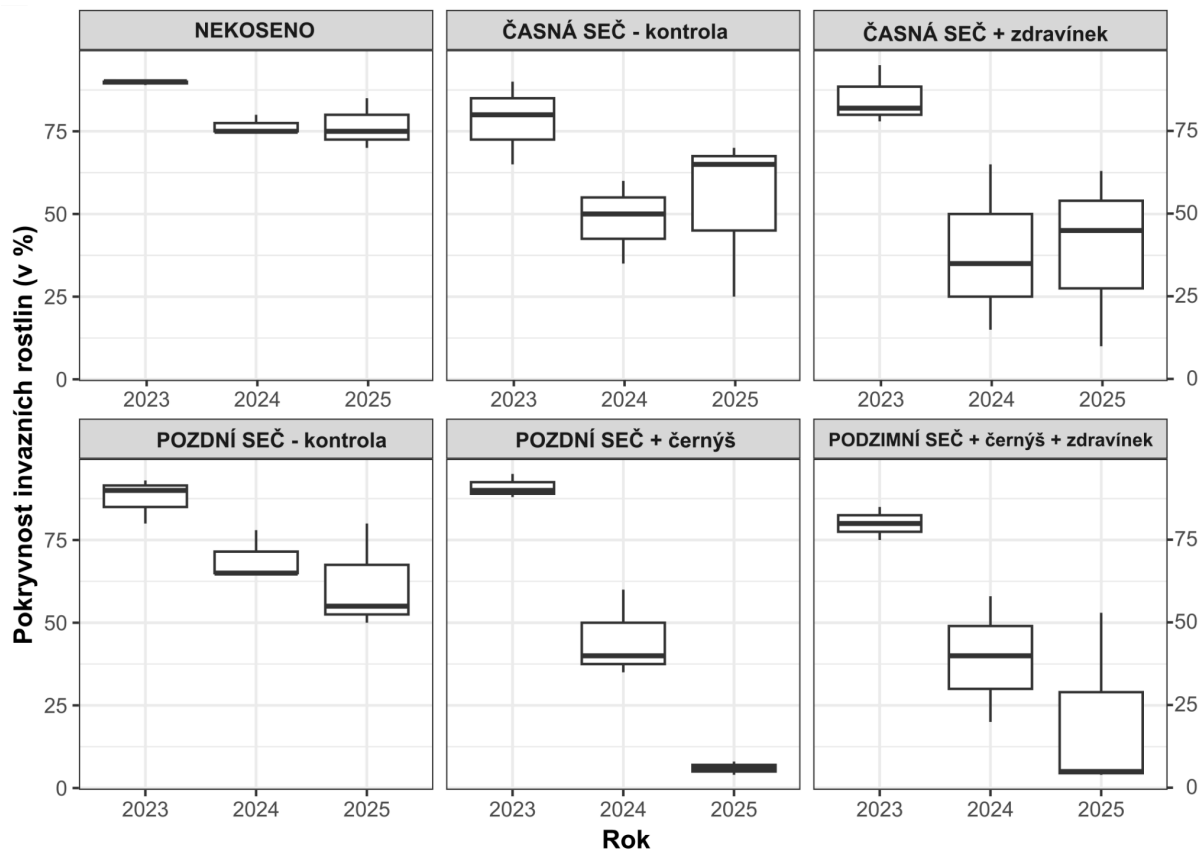 NEKOSENO
ČASNÁ SEČ - kontrola
ČASNÁ SEČ + zdravínek
75
50
25
0
75
50
25
0
2023 2024 2025
2023 2024 2025
2023 2024 2025
POZDNÍ SEČ - kontrola
POZDNÍ SEČ + černýš
PODZIMNÍ SEČ + černýš + zdravínek
75
50
25
0
75
50
25
0
2023 2024 2025
2023 2024 2025
2023 2024 2025
Pokryvnost invazních rostlin (v %)
Rok